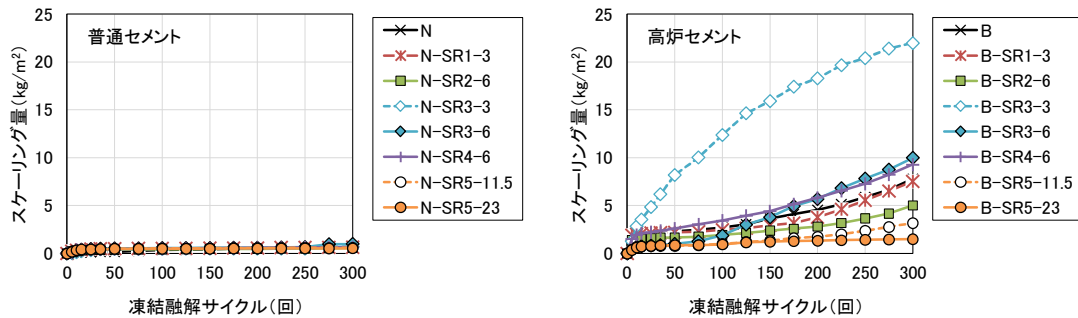 普通セメント
スケーリング量(kg/m²)
25
20
15
10
5
0
0 50 100 150 200 250 300
凍結融解サイクル(回)
N
N-SR1-3
N-SR2-6
N-SR3-3
N-SR3-6
N-SR4-6
N-SR5-11.5
N-SR5-23
高炉セメント
スケーリング量(kg/m²)
25
20
15
10
5
0
0 50 100 150 200 250 300
凍結融解サイクル(回)
B
B-SR1-3
B-SR2-6
B-SR3-3
B-SR3-6
B-SR4-6
B-SR5-11.5
B-SR5-23